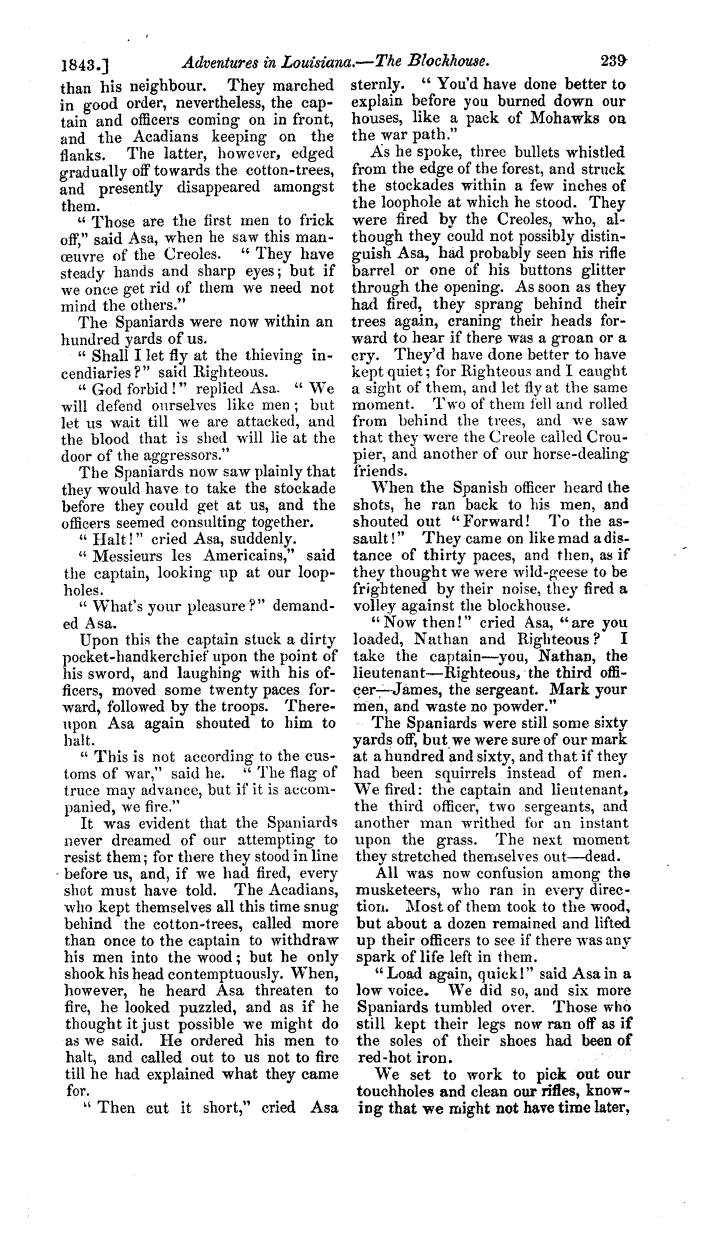 1843.] Adventures in Louisiana.—The Blockhouse. 239
than his neighbour. They marched
in good order, nevertheless, the cap-
tain and officers coming on in front,
and the Acadians keeping on the
flanks. The latter, however, edged
gradually off towards the cotton-trees,
and presently disappeared amongst
them.
“ Those are the first men to frick
off,” said Asa, when he saw this man-
œuvre of the Creoles. “ They have
steady hands and sharp eyes; but if
we once get rid of them we need not
mind the others.”
The Spaniards were now within an
hundred yards of us.
“ Shall I let fly at the thieving in-
cendiaries?” said Righteous.
“ God forbid!” replied Asa. “ We
will defend ourselves like men; but
let us wait till we are attacked, and
the blood that is shed will lie at the
door of the aggressors.”
The Spaniards now saw plainly that
they would have to take the stockade
before they could get at us, and the
officers seemed consulting together.
“ Halt!” cried Asa, suddenly.
“ Messieurs les Americains,” said
the captain, looking up at our loop-
holes.
“ What's your pleasure?” demand-
ed Asa.
Upon this the captain stuck a dirty
pocket-handkerchief upon the point of
his sword, and laughing with his of-
ficers, moved some twenty paces for-
ward, followed by the troops. There-
upon Asa again shouted to him to
halt.
“ This is not according to the cus-
toms of war,” said he. “ The flag of
truce may advance, but if it is accom-
panied, we fire.”
It was evident that the Spaniards
never dreamed of our attempting to
resist them; for there they stood in line
before us, and, if we had fired, every
shot must have told. The Acadians,
who kept themselves all this time snug
behind the cotton-trees, called more
than once to the captain to withdraw
his men into the wood; but he only
shook his head contemptuously. When,
however, he heard Asa threaten to
fire, he looked puzzled, and as if he
thought it just possible we might do
as we said. He ordered his men to
halt, and called out to us not to fire
till he had explained what they came
for.
“ Then cut it short,” cried Asa
sternly. “ You'd have done better to
explain before you burned down our
houses, like a pack of Mohawks on
the war path.”
As he spoke, three bullets whistled
from the edge of the forest, and struck
the stockades within a few inches of
the loophole at which he stood. They
were fired by the Creoles, who, al-
though they could not possibly distin-
guish Asa, had probably seen his rifle
barrel or one of his buttons glitter
through the opening. As soon as they
had fired, they sprang behind their
trees again, craning their heads for-
ward to hear if there was a groan or a
cry. They'd have done better to have
kept quiet; for Righteous and I caught
a sight of them, and let fly at the same
moment. Two of them fell and rolled
from behind the trees, and we saw
that they were the Creole called Crou-
pier, and another of our horse-dealing
friends.
When the Spanish officer heard the
shots, he ran back to his men, and
shouted out “Forward! To the as-
sault!” They came on like mad a dis-
tance of thirty paces, and then, as if
they thought we were wild-geese to be
frightened by their noise, they fired a
volley against the blockhouse.
“Now then!” cried Asa, “are you
loaded, Nathan and Righteous? I
take the captain—you, Nathan, the
lieutenant—Righteous, the third offi-
cer—James, the sergeant. Mark your
men, and waste no powder.”
The Spaniards were still some sixty
yards off, but we were sure of our mark
at a hundred and sixty, and that if they
had been squirrels instead of men.
We fired: the captain and lieutenant,
the third officer, two sergeants, and
another man writhed for an instant
upon the grass. The next moment
they stretched themselves out—dead.
All was now confusion among the
musketeers, who ran in every direc-
tion. Most of them took to the wood,
but about a dozen remained and lifted
up their officers to see if there was any
spark of life left in them.
“Load again, quick!” said Asa in a
low voice. We did so, and six more
Spaniards tumbled over. Those who
still kept their legs now ran off as if
the soles of their shoes had been of
red-hot iron.
We set to work to pick out our
touchholes and clean our rifles, know-
ing that we might not have time later,